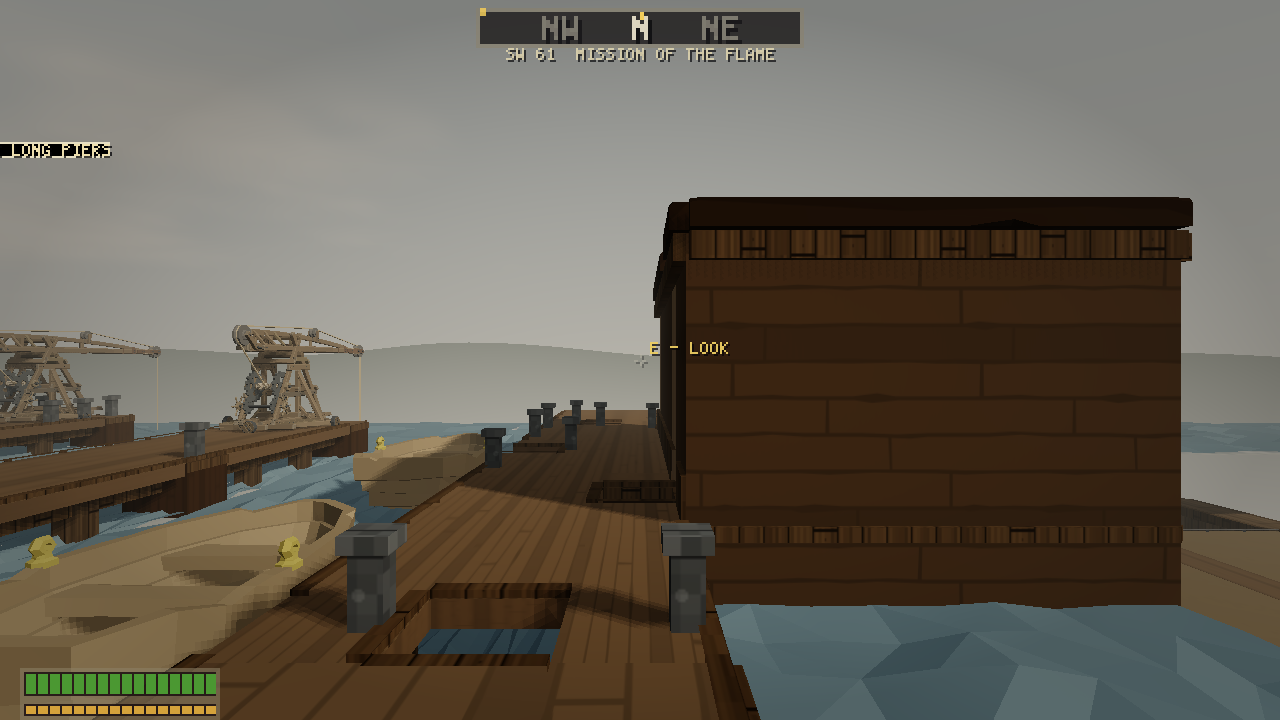 NW N NE
SW 61 MISSION OF THE FLAME
LONG PIERS
E - LOOK